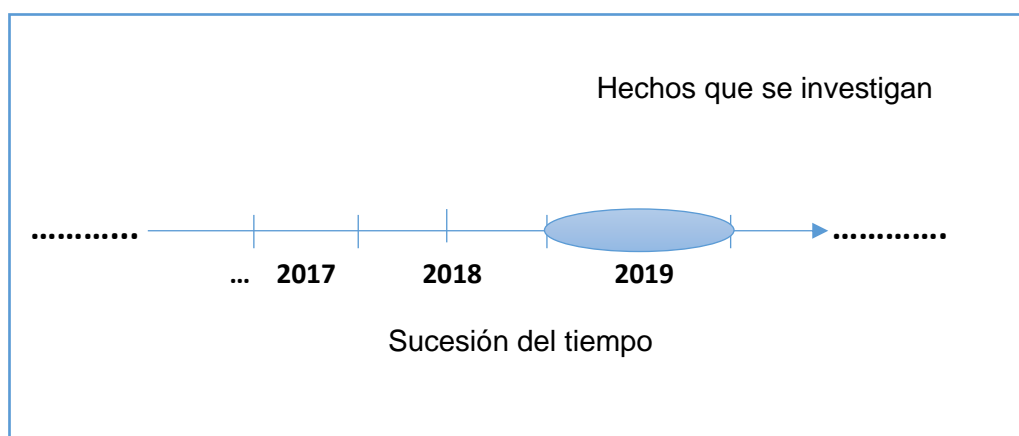 Hechos que se investigan
………... ………….
... 2017 2018 2019
Sucesión del tiempo